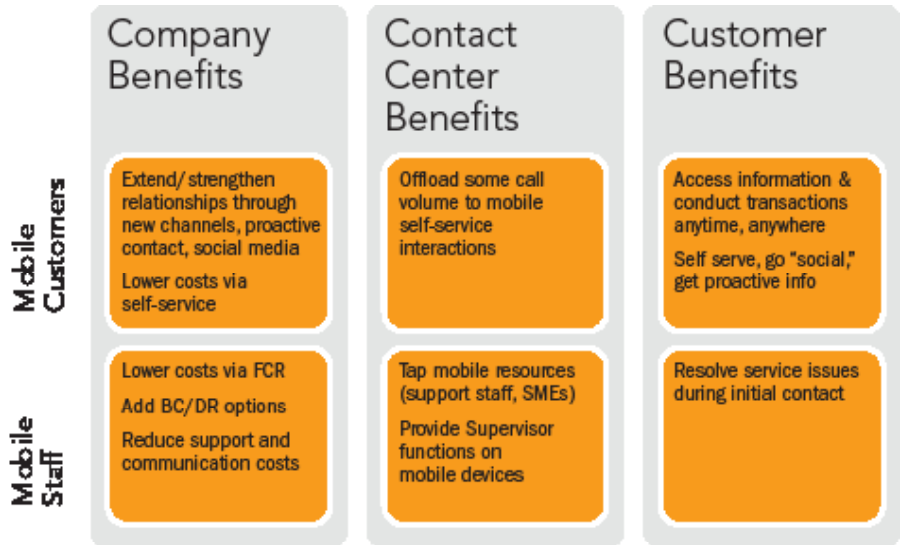 Company
Benefits
Contact
Center
Benefits
Customer
Benefits
Mobile
Customers
Extend/strengthen
relationships through
new channels, proactive
contact, social media
Lower costs via
self-service
Offload some call
volume to mobile
self-service
interactions
Access information &
conduct transactions
anytime, anywhere
Self serve, go “social,”
get proactive info
Mobile
Staff
Lower costs via FCR
Add BC/DR options
Reduce support and
communication costs
Tap mobile resources
(support staff, SMEs)
Provide Supervisor
functions on
mobile devices
Resolve service issues
during initial contact